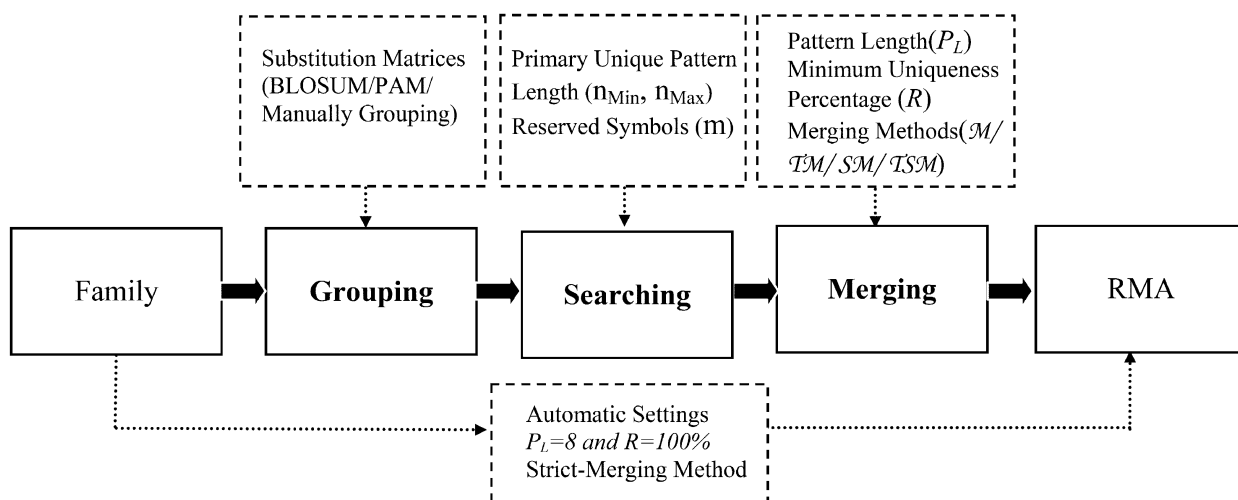 Substitution Matrices
(BLOSUM/PAM/
Manually Grouping)
Primary Unique Pattern
Length (nMin, nMax)
Reserved Symbols (m)
Pattern Length(PL)
Minimum Uniqueness
Percentage (R)
Merging Methods(M/
TM/ SM/ TSM)
Family
Grouping
Searching
Merging
RMA
Automatic Settings
PL=8 and R=100%
Strict-Merging Method